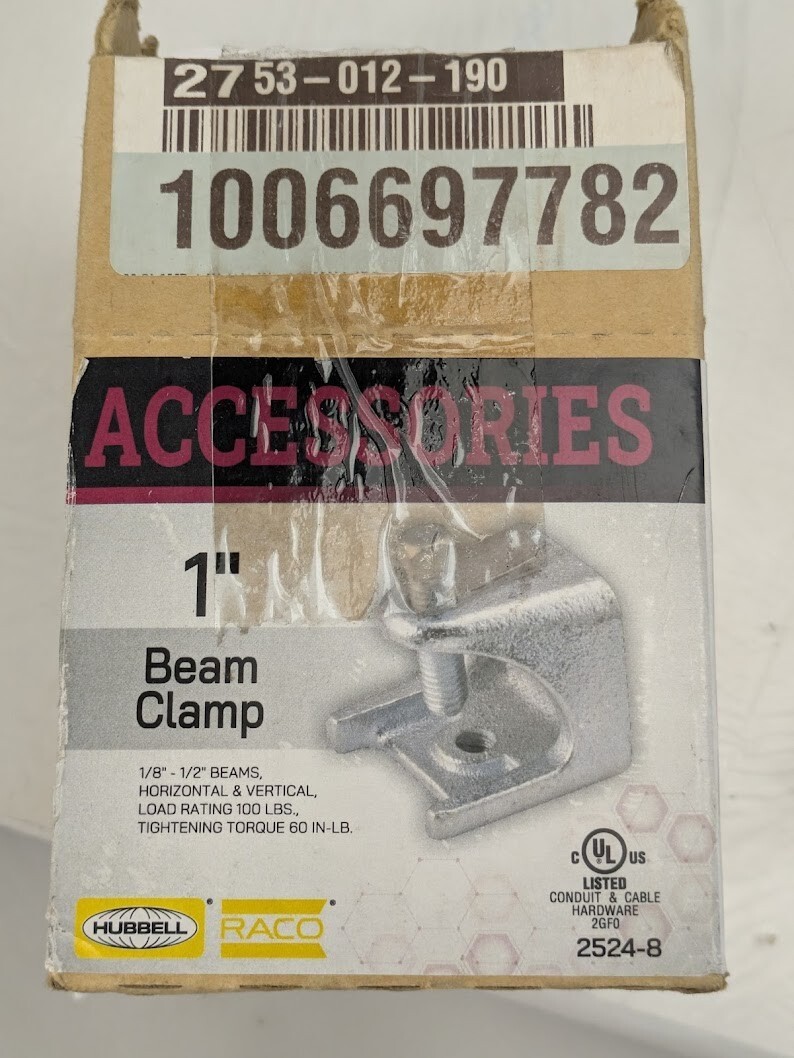 27 53-012-190
1006697782
ACCESSORIES
1"
Beam
Clamp
1/8" - 1/2" BEAMS,
HORIZONTAL & VERTICAL,
LOAD RATING 100 LBS.,
TIGHTENING TORQUE 60 IN-LB.
C UL US
LISTED
CONDUIT & CABLE
HARDWARE
2GF0
2524-8
HUBBELL® RACO®